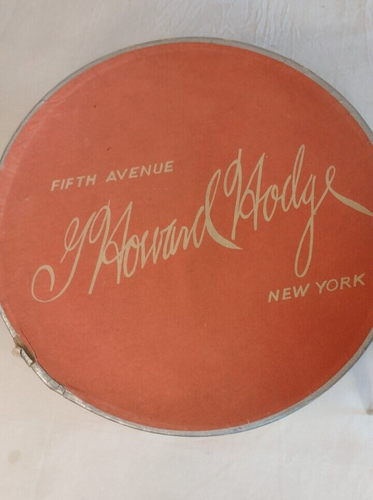 FIFTH AVENUE
G Howard Hodge
NEW YORK